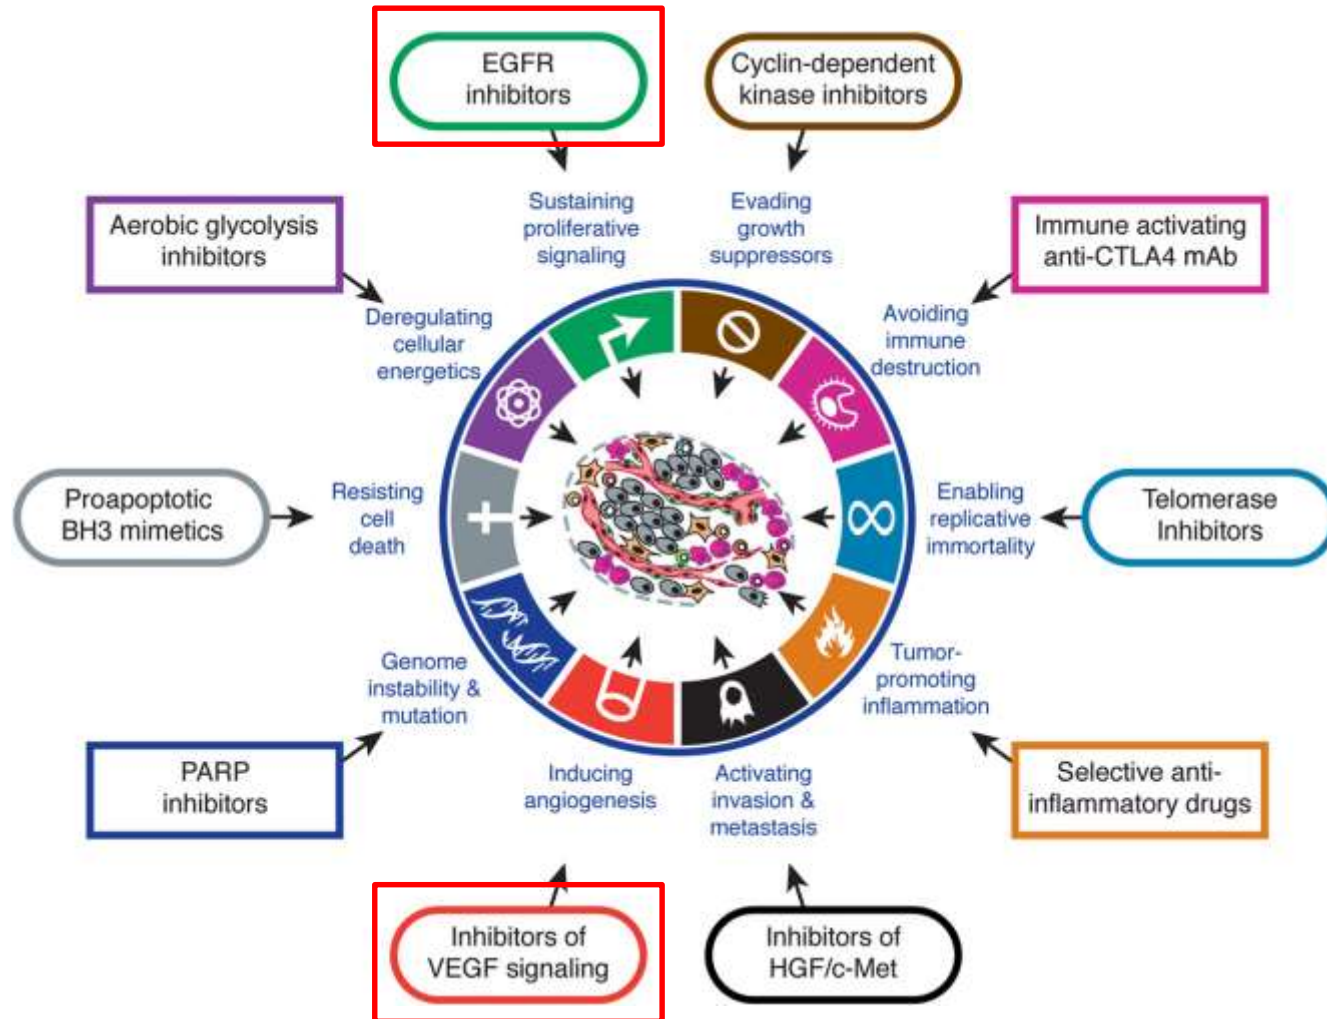 EGFR
inhibitors
Cyclin-dependent
kinase inhibitors
Sustaining
proliferative
signaling
Evading
growth
suppressors
Aerobic glycolysis
inhibitors
Immune activating
anti-CTLA4 mAb
Deregulating
cellular
energetics
Avoiding
immune
destruction
Proapoptotic
BH3 mimetics
Resisting
cell
death
Enabling
replicative
immortality
Telomerase
Inhibitors
Genome
instability &
mutation
Tumor-
promoting
inflammation
PARP
inhibitors
Inducing
angiogenesis
Activating
invasion &
metastasis
Selective anti-
inflammatory drugs
Inhibitors of
VEGF signaling
Inhibitors of
HGF/c-Met